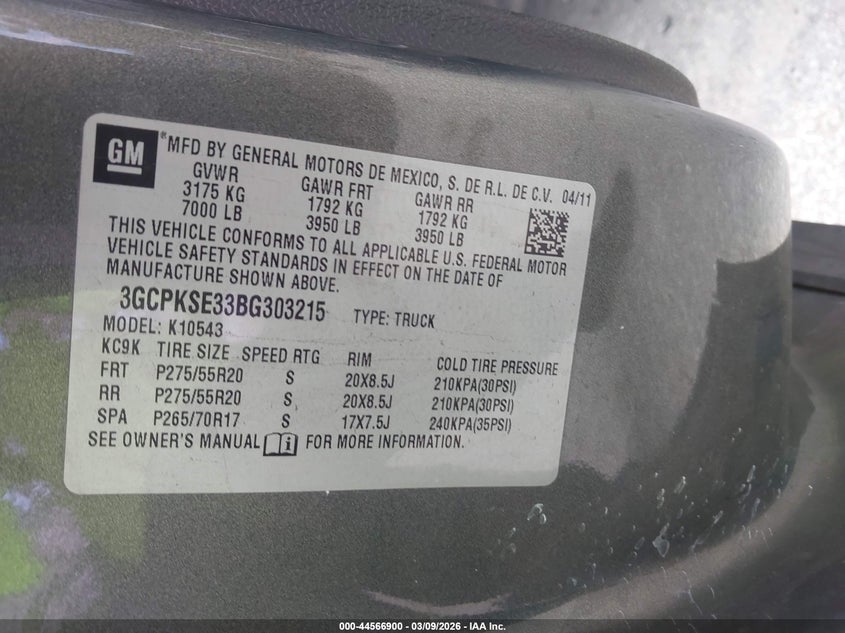 GM
®MFD BY GENERAL MOTORS DE MEXICO, S. DE R.L. DE C.V. 04/11
GVWR GAWR FRT GAWR RR
3175 KG 1792 KG 1792 KG
7000 LB 3950 LB 3950 LB
THIS VEHICLE CONFORMS TO ALL APPLICABLE U.S. FEDERAL MOTOR
VEHICLE SAFETY STANDARDS IN EFFECT ON THE DATE OF
MANUFACTURE SHOWN ABOVE.
3GCPKSE33BG303215 TYPE: TRUCK
MODEL: K10543
KC9K TIRE SIZE SPEED RTG RIM COLD TIRE PRESSURE
FRT P275/55R20 S 20X8.5J 210KPA(30PSI)
RR P275/55R20 S 20X8.5J 210KPA(30PSI)
SPA P265/70R17 S 17X7.5J 240KPA(35PSI)
SEE OWNER'S MANUAL FOR MORE INFORMATION.
000-44566900 - 03/09/2026 - IAA Inc.